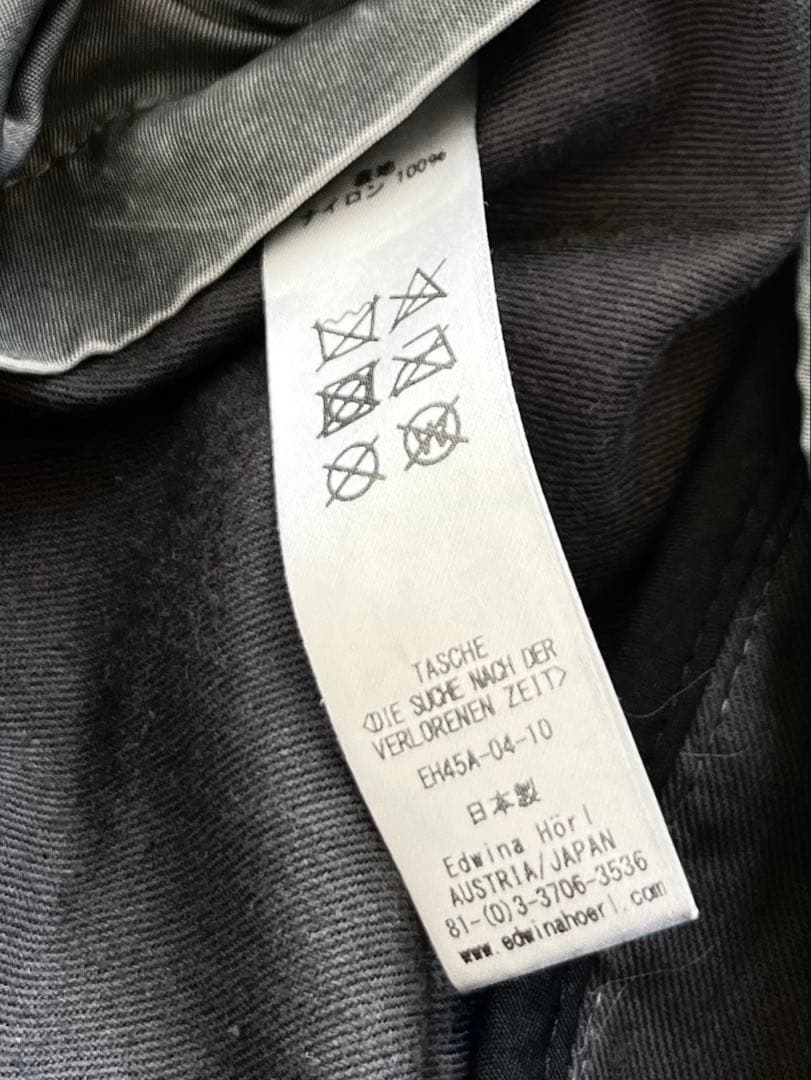 表地
ナイロン 100%
TASCHE
<DIE SUCHE NACH DER
VERLORENEN ZEIT>
EH45A-04-10
日本製
Edwina Hörl
AUSTRIA/JAPAN
81-(0)3-3706-3536
www.edwinahoerl.com